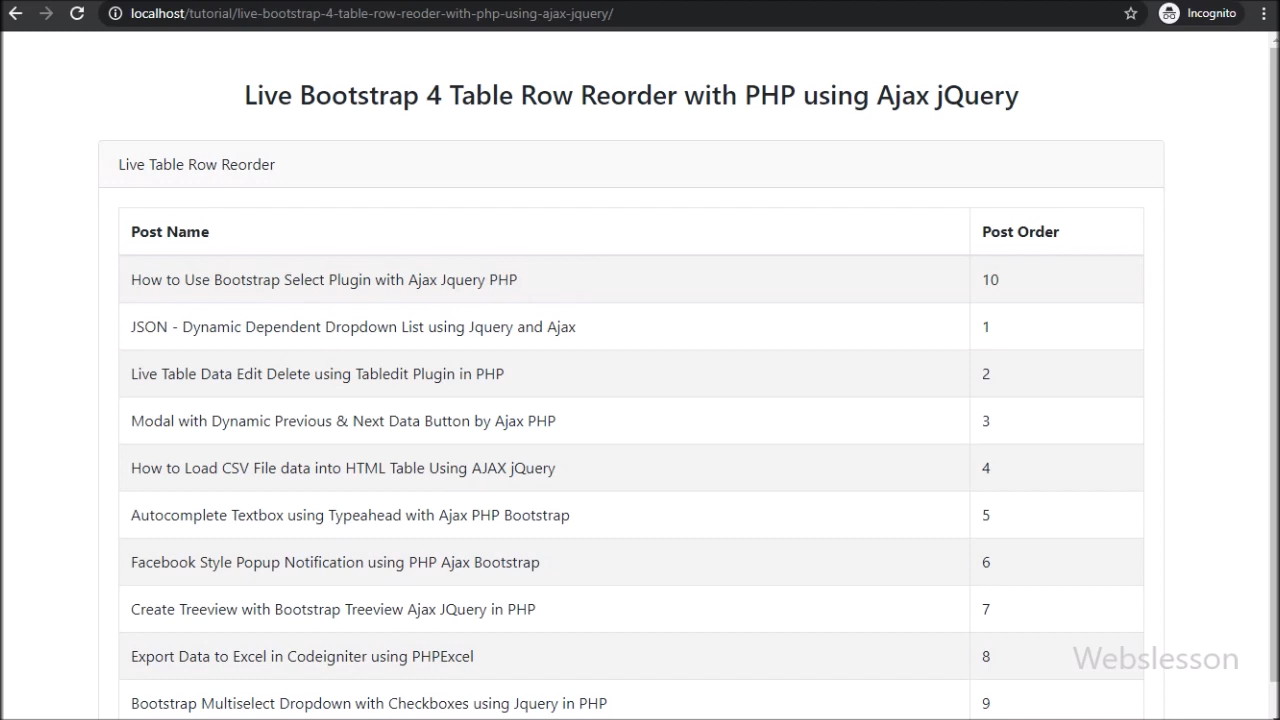 localhost/tutorial/live-bootstrap-4-table-row-reoder-with-php-using-ajax-jquery/ Incognito
Live Bootstrap 4 Table Row Reorder with PHP using Ajax jQuery
Live Table Row Reorder
Post Name Post Order
How to Use Bootstrap Select Plugin with Ajax Jquery PHP 10
JSON - Dynamic Dependent Dropdown List using Jquery and Ajax 1
Live Table Data Edit Delete using Tabledit Plugin in PHP 2
Modal with Dynamic Previous & Next Data Button by Ajax PHP 3
How to Load CSV File data into HTML Table Using AJAX jQuery 4
Autocomplete Textbox using Typeahead with Ajax PHP Bootstrap 5
Facebook Style Popup Notification using PHP Ajax Bootstrap 6
Create Treeview with Bootstrap Treeview Ajax JQuery in PHP 7
Export Data to Excel in Codeigniter using PHPExcel 8
Webslesson
Bootstrap Multiselect Dropdown with Checkboxes using Jquery in PHP 9